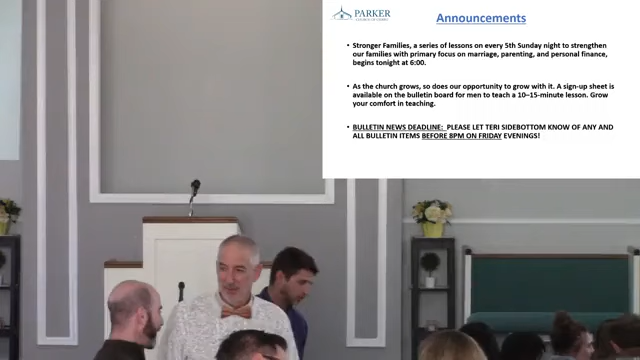 PARKER
CHURCH OF CHRIST
Announcements
• Stronger Families, a series of lessons on every 5th Sunday night to strengthen
our families with primary focus on marriage, parenting, and personal finance,
begins tonight at 6:00.
• As the church grows, so does our opportunity to grow with it. A sign-up sheet is
available on the bulletin board for men to teach a 10–15-minute lesson. Grow
your comfort in teaching.
• BULLETIN NEWS DEADLINE: PLEASE LET TERI SIDEBOTTOM KNOW OF ANY AND
ALL BULLETIN ITEMS BEFORE 8PM ON FRIDAY EVENINGS!